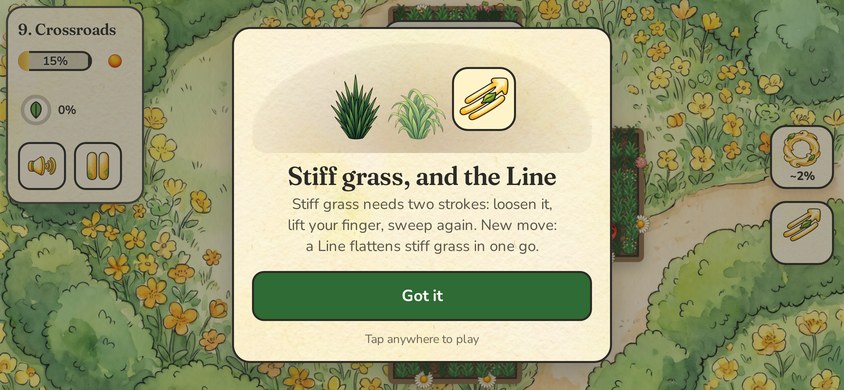 9. Crossroads
15%
0%
Stiff grass, and the Line
Stiff grass needs two strokes: loosen it,
lift your finger, sweep again. New move:
a Line flattens stiff grass in one go.
Got it
Tap anywhere to play
~2%